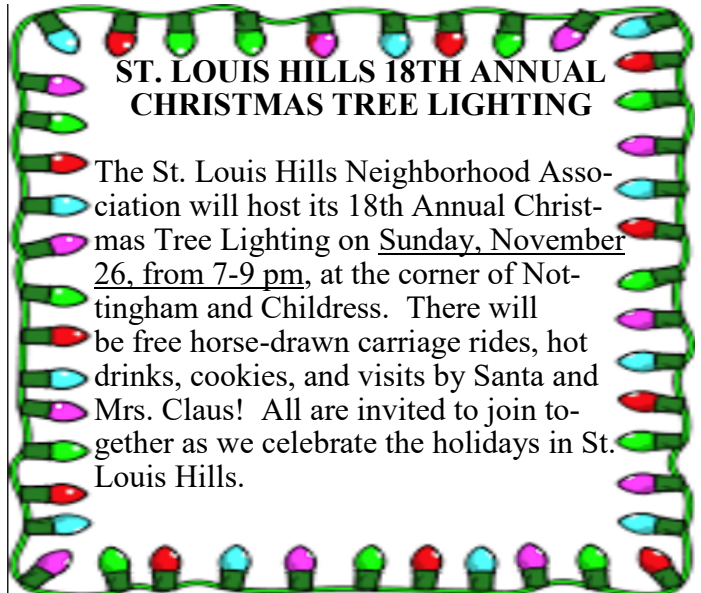 ST. LOUIS HILLS 18TH ANNUAL
CHRISTMAS TREE LIGHTING
The St. Louis Hills Neighborhood Asso-
ciation will host its 18th Annual Christ-
mas Tree Lighting on Sunday, November
26, from 7-9 pm, at the corner of Not-
tingham and Childress.  There will
be free horse-drawn carriage rides, hot
drinks, cookies, and visits by Santa and
Mrs. Claus!  All are invited to join to-
gether as we celebrate the holidays in St.
Louis Hills.